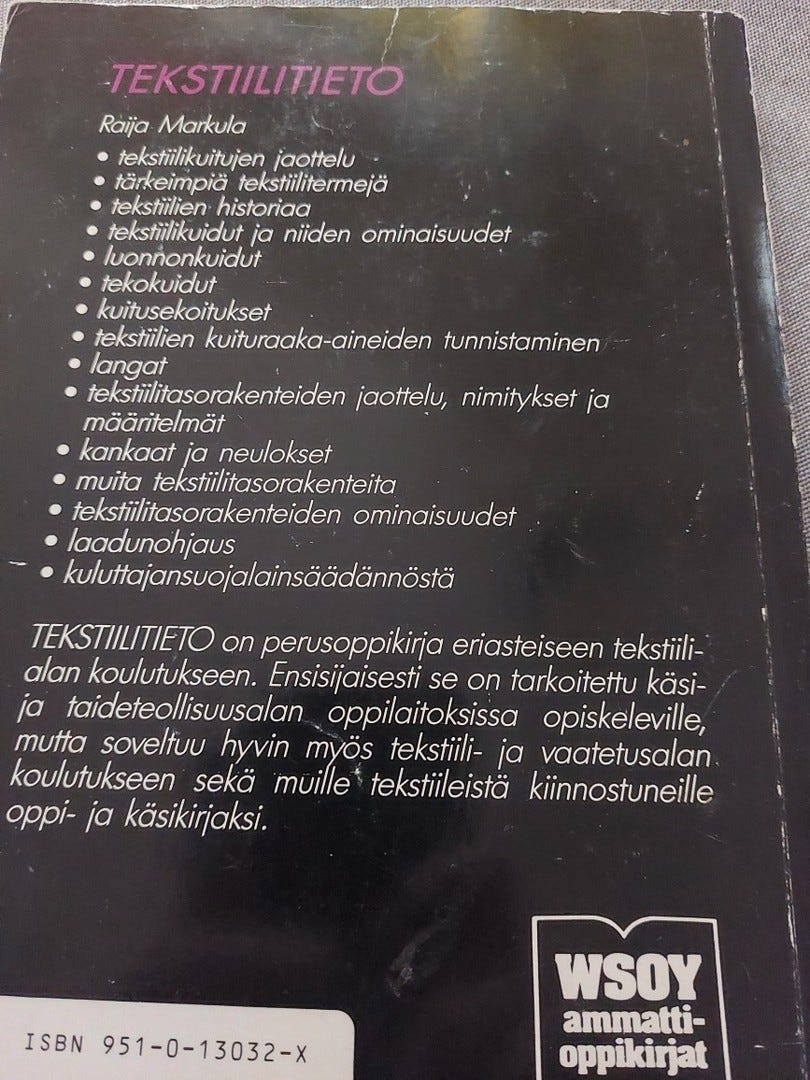 TEKSTIILITIETO
Raija Markula
• tekstiilikuitujen jaottelu
• tärkeimpiä tekstiilitermejä
• tekstiilien historiaa
• tekstiilikuidut ja niiden ominaisuudet
• luonnonkuidut
• tekokuidut
• kuitusekoitukset
• tekstiilien kuituraaka-aineiden tunnistaminen
• langat
• tekstiilitasorakenteiden jaottelu, nimitykset ja
määritelmät
• kankaat ja neulokset
• muita tekstiilitasorakenteita
• tekstiilitasorakenteiden ominaisuudet
• laadunohjaus
• kuluttajansuojalainsäädännöstä
TEKSTIILITIETO on perusoppikirja eriasteiseen tekstiili-
alan koulutukseen. Ensisijaisesti se on tarkoitettu käsi-
ja taideteollisuusalan oppilaitoksissa opiskeleville,
mutta soveltuu hyvin myös tekstiili- ja vaatetusalan
koulutukseen sekä muille tekstiileistä kiinnostuneille
oppi- ja käsikirjaksi.
WSOY
ammatti-
oppikirjat
ISBN 951-0-13032-X